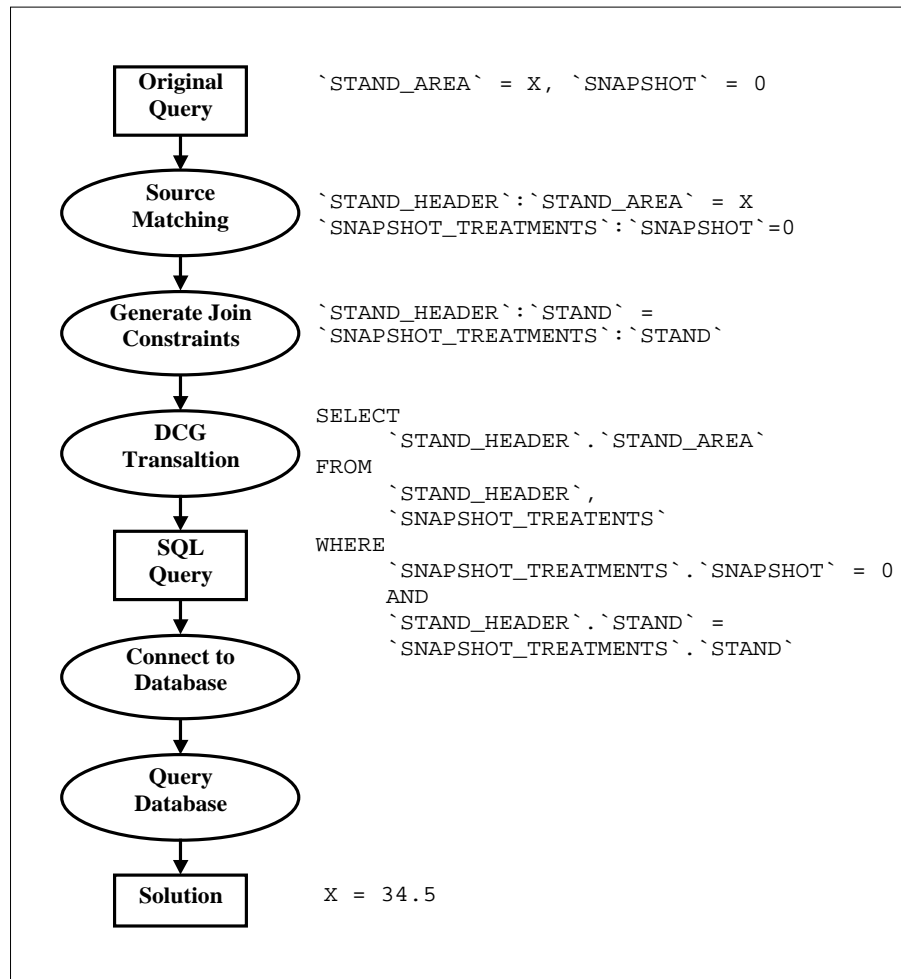 Original
Query
`STAND_AREA` = X, `SNAPSHOT` = 0
Source
Matching
`STAND_HEADER`:`STAND_AREA` = X
`SNAPSHOT_TREATMENTS`:`SNAPSHOT`=0
Generate Join
Constraints
`STAND_HEADER`:`STAND` =
`SNAPSHOT_TREATMENTS`:`STAND`
DCG
Transaltion
SELECT
`STAND_HEADER`.`STAND_AREA`
FROM
`STAND_HEADER`,
`SNAPSHOT_TREATENTS`
WHERE
`SNAPSHOT_TREATMENTS`.`SNAPSHOT` = 0
AND
`STAND_HEADER`.`STAND` =
`SNAPSHOT_TREATMENTS`.`STAND`
SQL
Query
Connect to
Database
Query
Database
Solution
X = 34.5